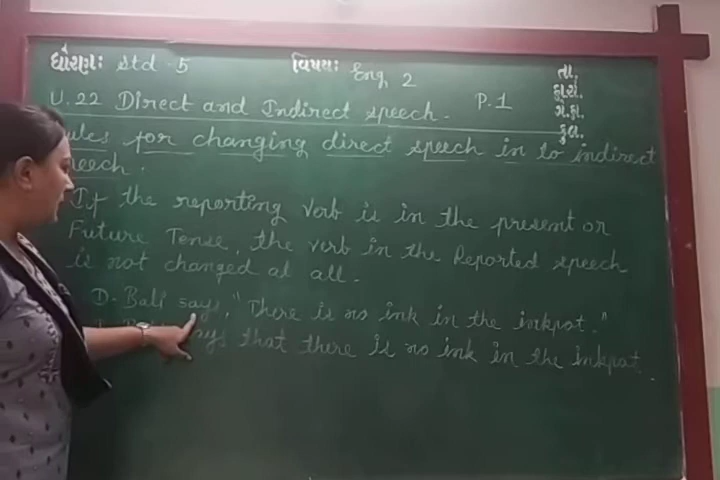 ધોરણ: Std - 5 વિષય: Eng 2 તા.
U.22 Direct and Indirect speech. P.1
for changing direct speech in to indirect
If the reporting verb is in the present or
Future Tense, the verb in the Reported speech
is not changed at all.
D - Bali says, "There is no ink in the inkpot."
that there is no ink in the inkpot.